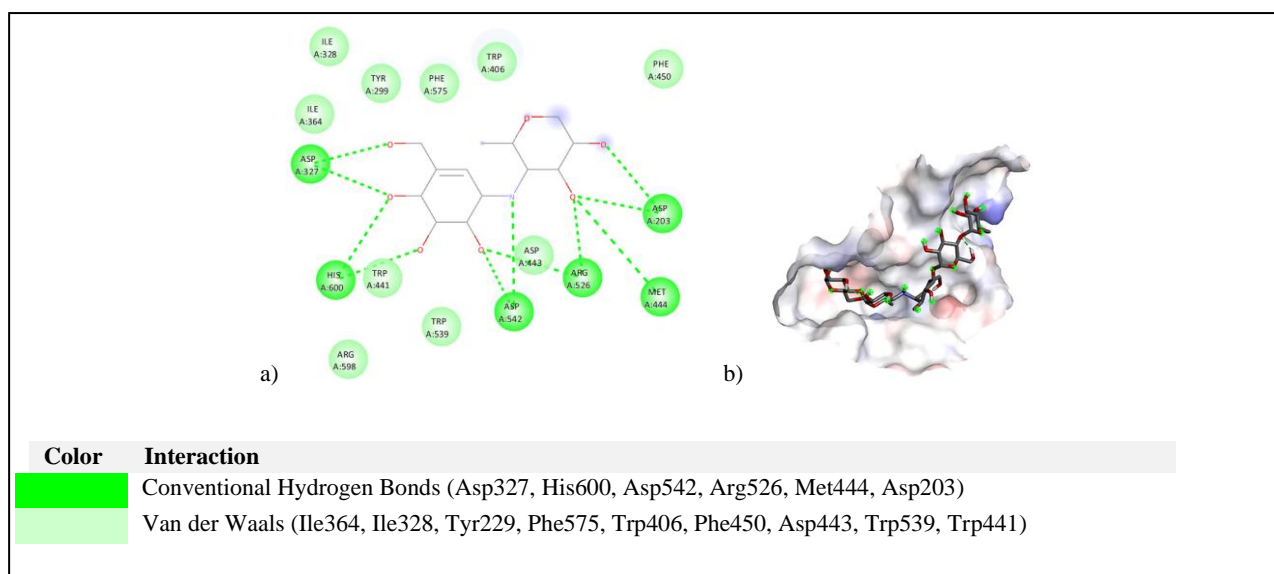 ILE
A:328
TYR
A:299
PHE
A:575
TRP
A:406
PHE
A:450
ILE
A:364
ASP
A:327
O
O
O
O
N
O
O
O
ASP
A:203
ASP
A:443
HIS
A:600
TRP
A:441
ARG
A:526
MET
A:444
ASP
A:542
TRP
A:539
ARG
A:598
a)
b)
Color Interaction
Conventional Hydrogen Bonds (Asp327, His600, Asp542, Arg526, Met444, Asp203)
Van der Waals (Ile364, Ile328, Tyr229, Phe575, Trp406, Phe450, Asp443, Trp539, Trp441)